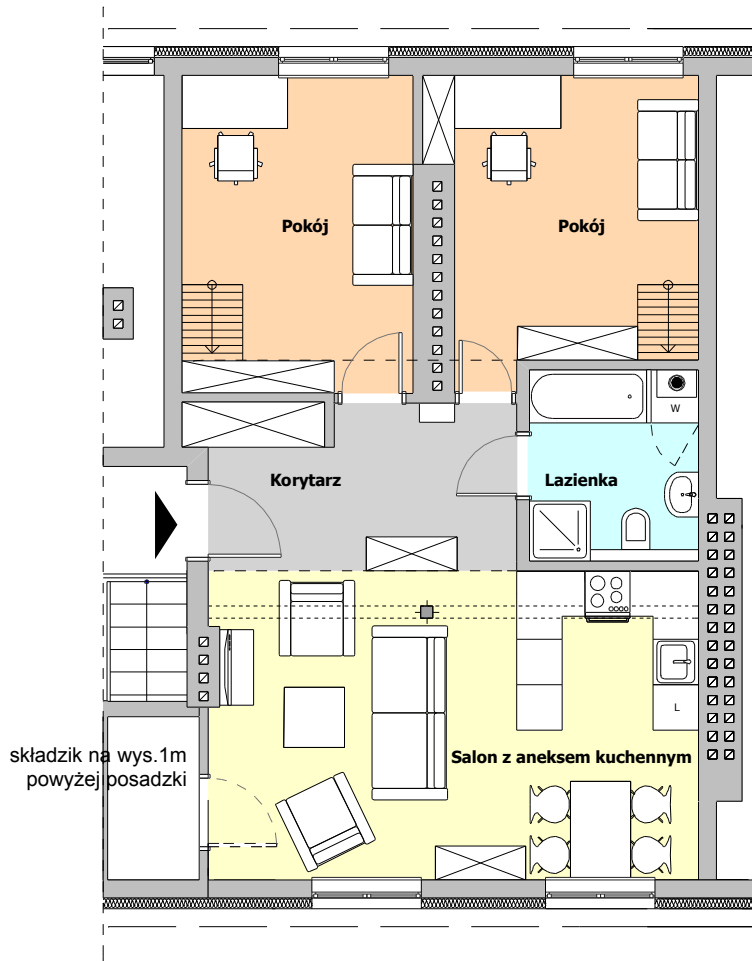 Pokój
Pokój
W
Korytarz
Lazienka
L
składzik na wys.1m
powyżej posadzki
Salon z aneksem kuchennym